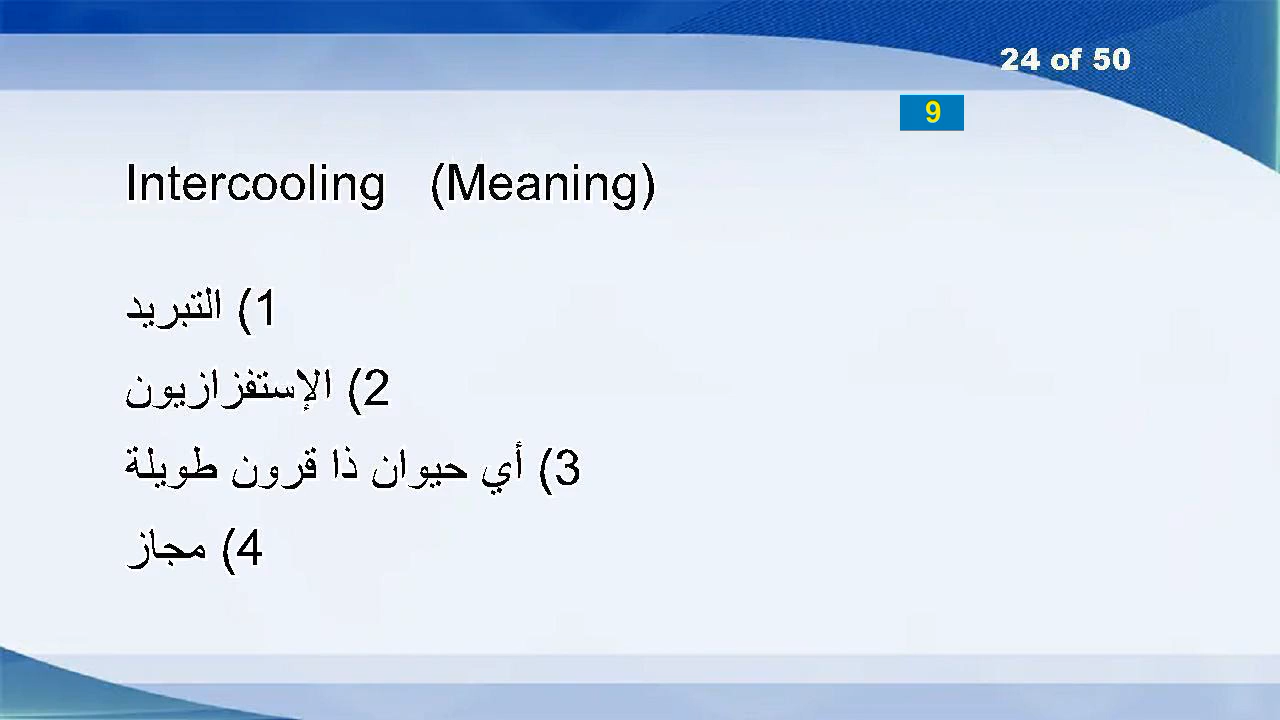 24 of 50
9
Intercooling (Meaning)
1) التبريد
2) الإستفزازيون
3) أي حيوان ذا قرون طويلة
4) مجاز